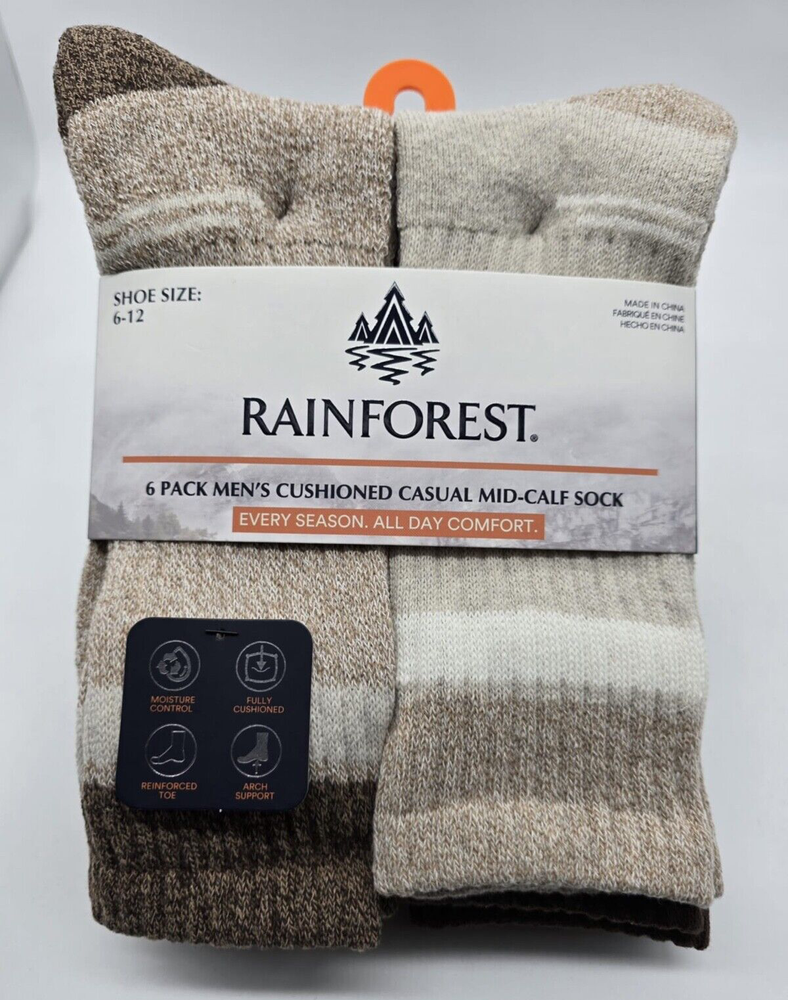 SHOE SIZE:
6-12
MADE IN CHINA
FABRIQUÉ EN CHINE
HECHO EN CHINA
RAINFOREST®
6 PACK MEN'S CUSHIONED CASUAL MID-CALF SOCK
EVERY SEASON. ALL DAY COMFORT.
MOISTURE
CONTROL
FULLY
CUSHIONED
REINFORCED
TOE
ARCH
SUPPORT